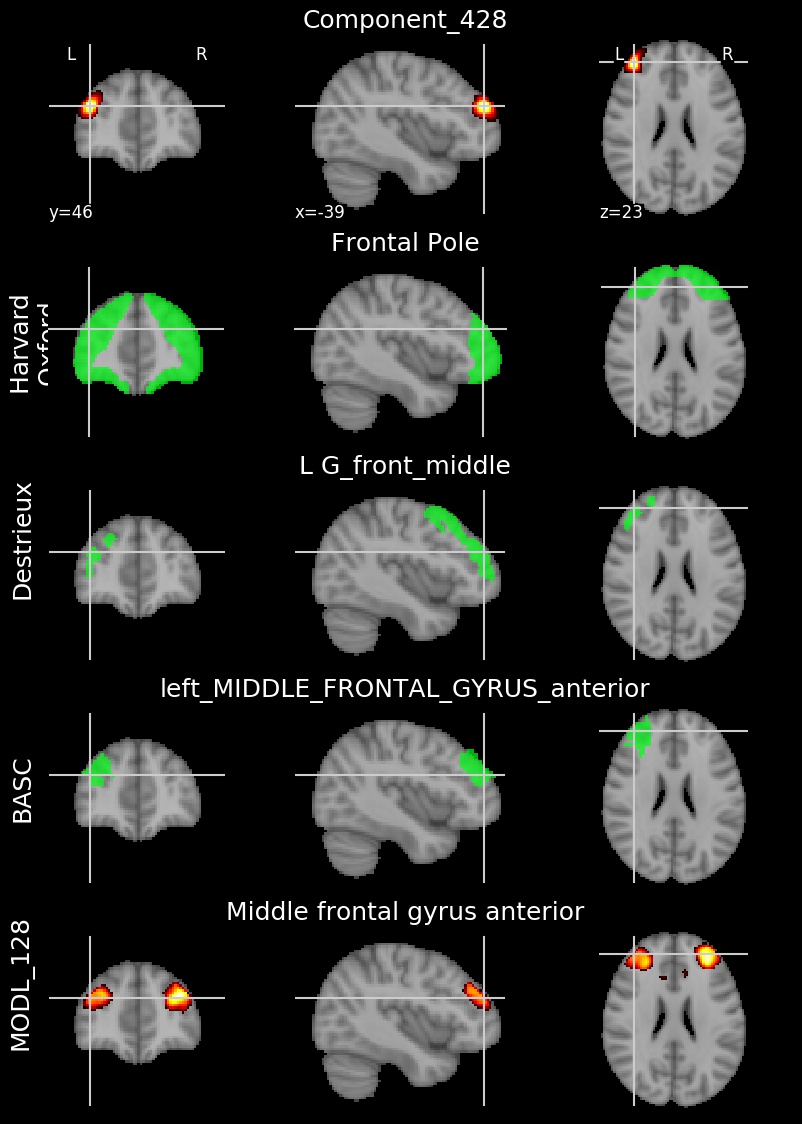 Component_428
L R
L R
y=46 x=-39 z=23
Frontal Pole
Harvard
L G_front_middle
Destrieux
left_MIDDLE_FRONTAL_GYRUS_anterior
BASC
Middle frontal gyrus anterior
MODL_128